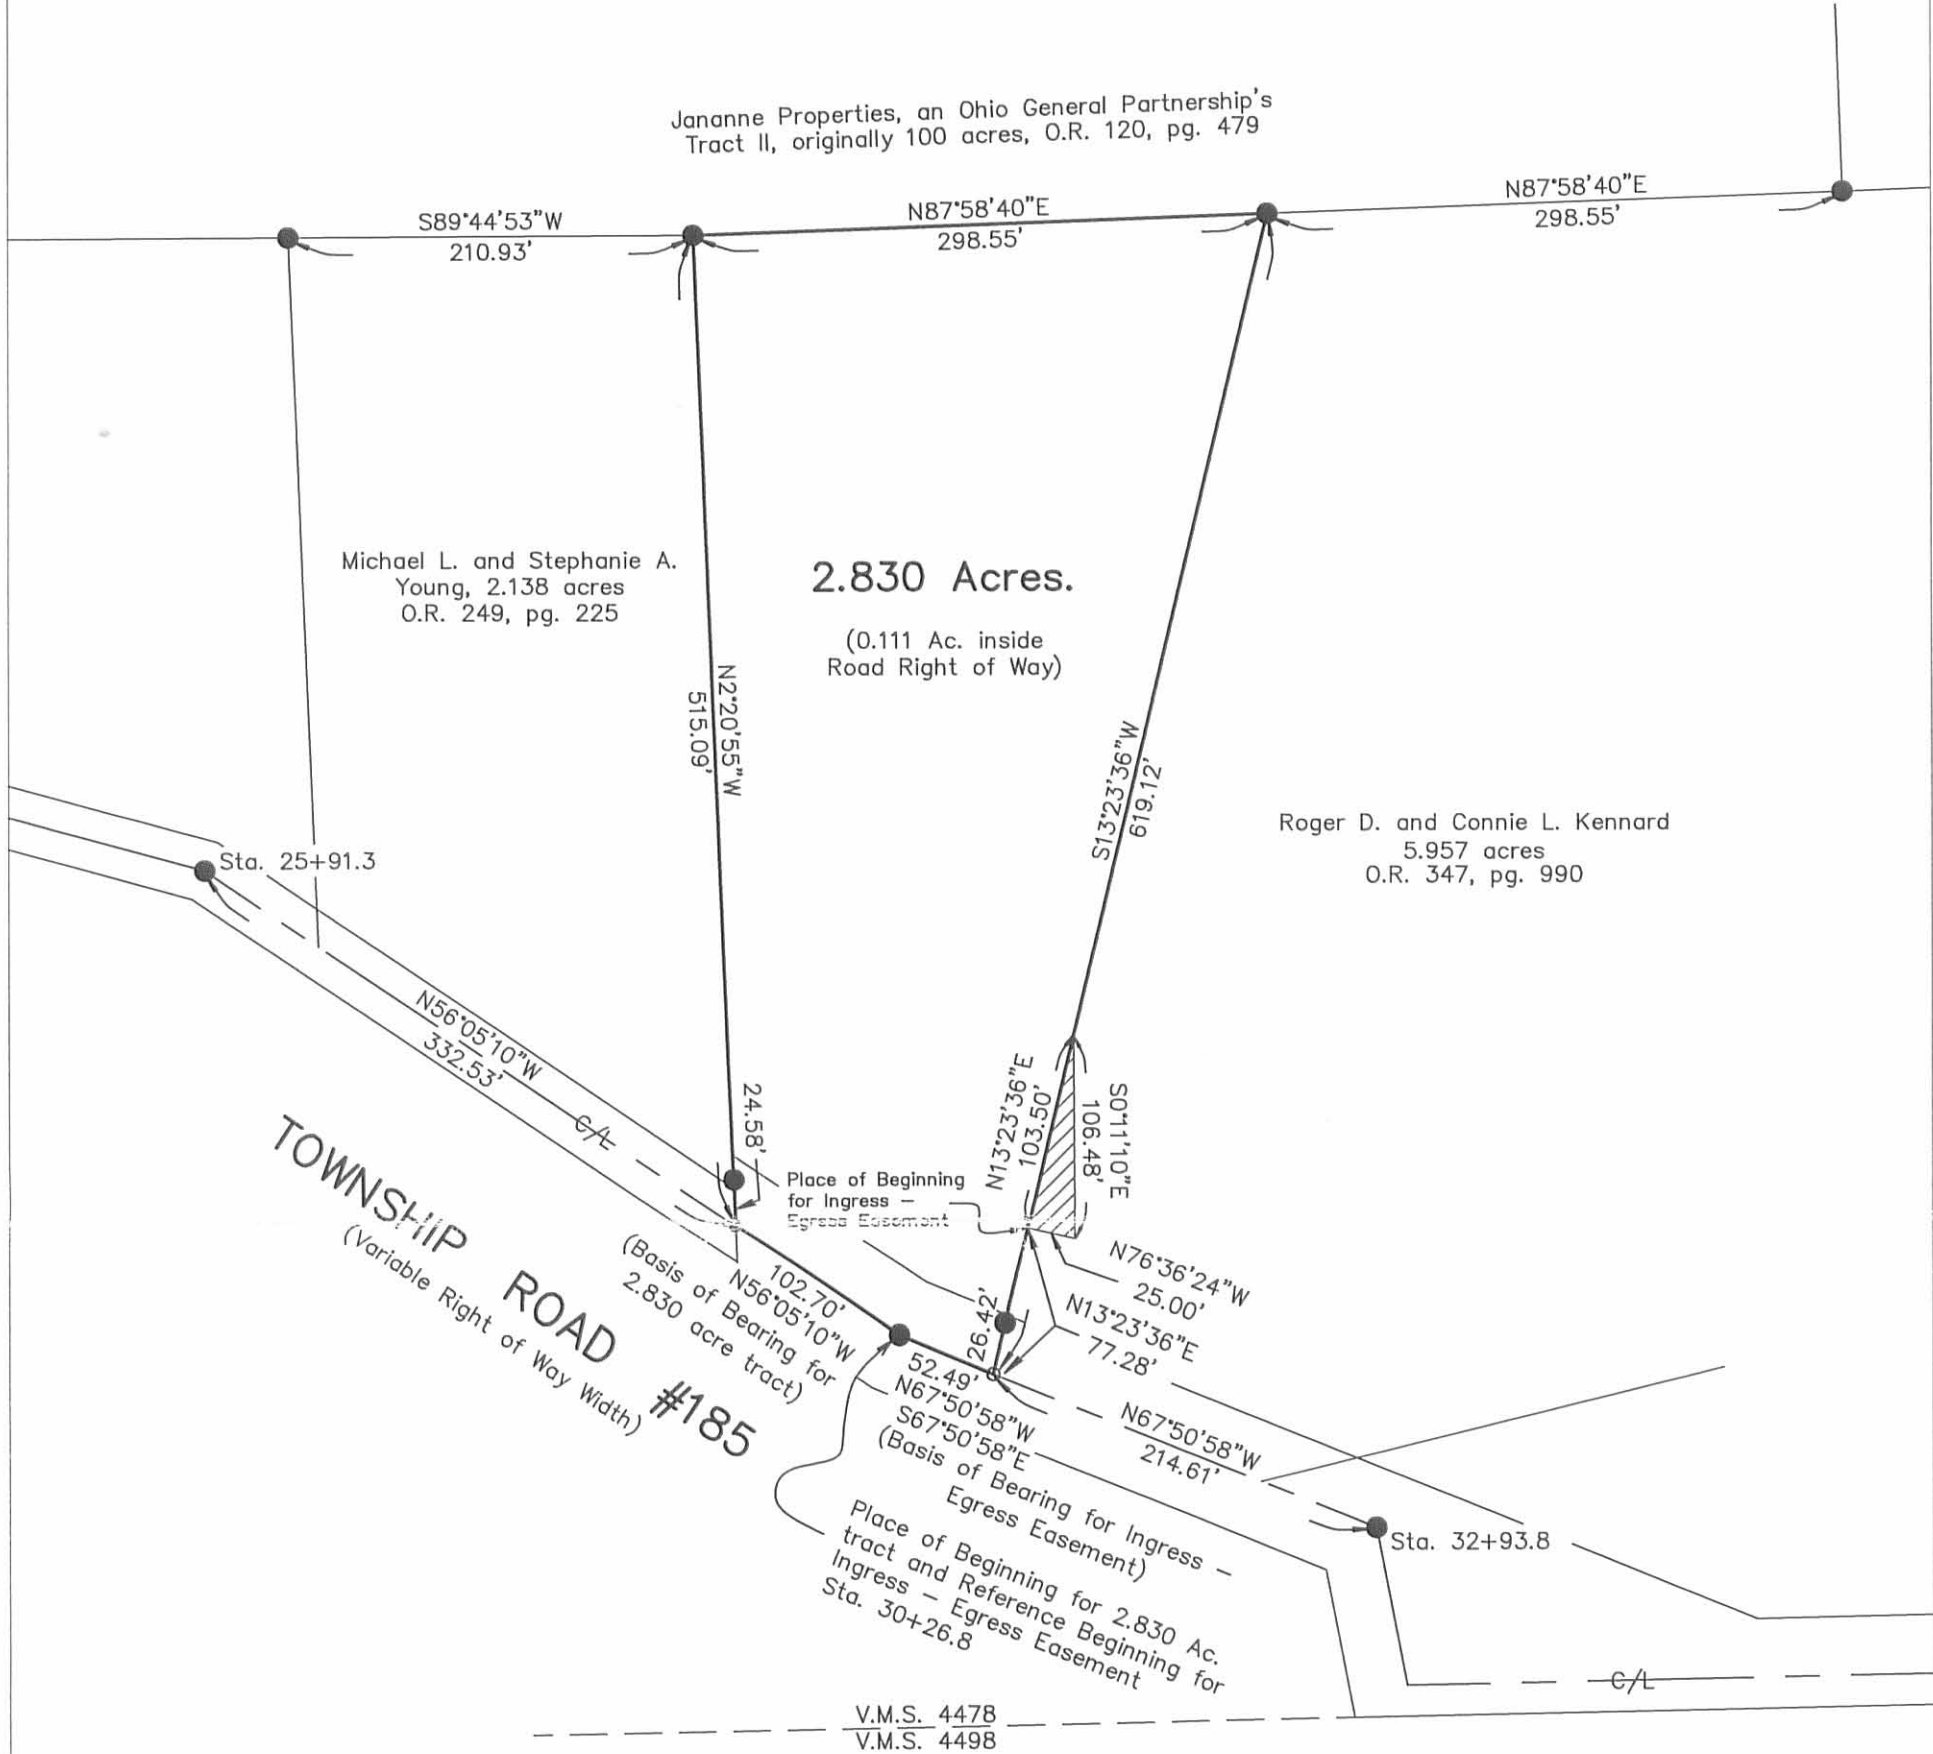 Jananne Properties, an Ohio General Partnership's
Tract II, originally 100 acres, O.R. 120, pg. 479
N87°58'40"E
298.55'
N87°58'40"E
298.55'
S89°44'53"W
210.93'
Michael L. and Stephanie A.
Young, 2.138 acres
O.R. 249, pg. 225
2.830 Acres.
(0.111 Ac. inside
Road Right of Way)
N2°20'55"W
515.09'
S13°23'36"W
619.12'
Roger D. and Connie L. Kennard
5.957 acres
O.R. 347, pg. 990
Sta. 25+91.3
N56°05'10"W
332.53'
C/L
24.58'
Place of Beginning
for Ingress –
Egress Easement
N13°23'36"E
103.50'
S0°11'10"E
106.48'
N76°36'24"W
25.00'
N13°23'36"E
77.28'
26.42'
TOWNSHIP ROAD #185
(Variable Right of Way Width)
102.70'
N56°05'10"W
(Basis of Bearing for
2.830 acre tract)
52.49'
N67°50'58"W
S67°50'58"E
(Basis of Bearing for Ingress –
Egress Easement)
N67°50'58"W
214.61'
Sta. 32+93.8
Place of Beginning for 2.830 Ac.
tract and Reference Beginning for
Ingress – Egress Easement
Sta. 30+26.8
C/L
V.M.S. 4478
V.M.S. 4498